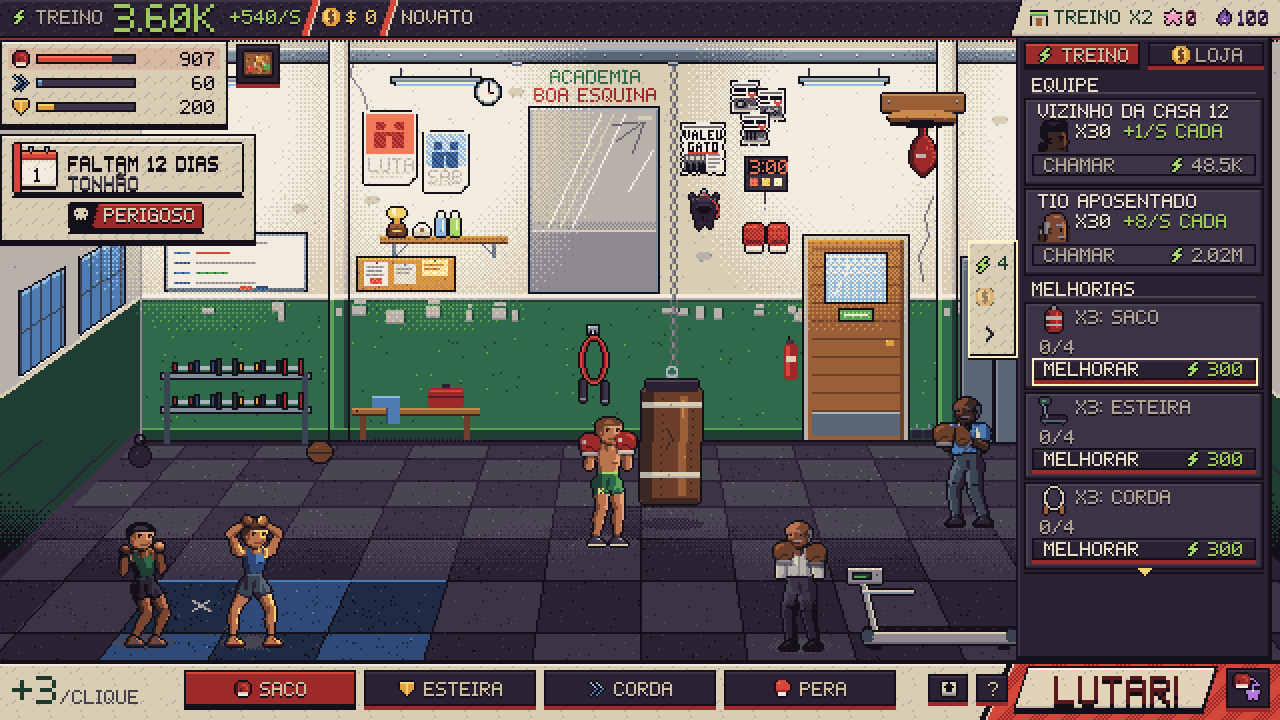 TREINO 3.60K +540/S $ 0 NOVATO
TREINO X2 0 100
907
60
200
1
FALTAM 12 DIAS
TONHÃO
PERIGOSO
ACADEMIA
BOA ESQUINA
LUTA
SÁB
VALEU
GATO
3:00
4
TREINO
LOJA
EQUIPE
VIZINHO DA CASA 12
X30 +1/S CADA
CHAMAR 48.5K
TIO APOSENTADO
X30 +8/S CADA
CHAMAR 2.02M
MELHORIAS
X3: SACO
0/4
MELHORAR 300
X3: ESTEIRA
0/4
MELHORAR 300
X3: CORDA
0/4
MELHORAR 300
+3/CLIQUE
SACO
ESTEIRA
CORDA
PERA
?
LUTAR!